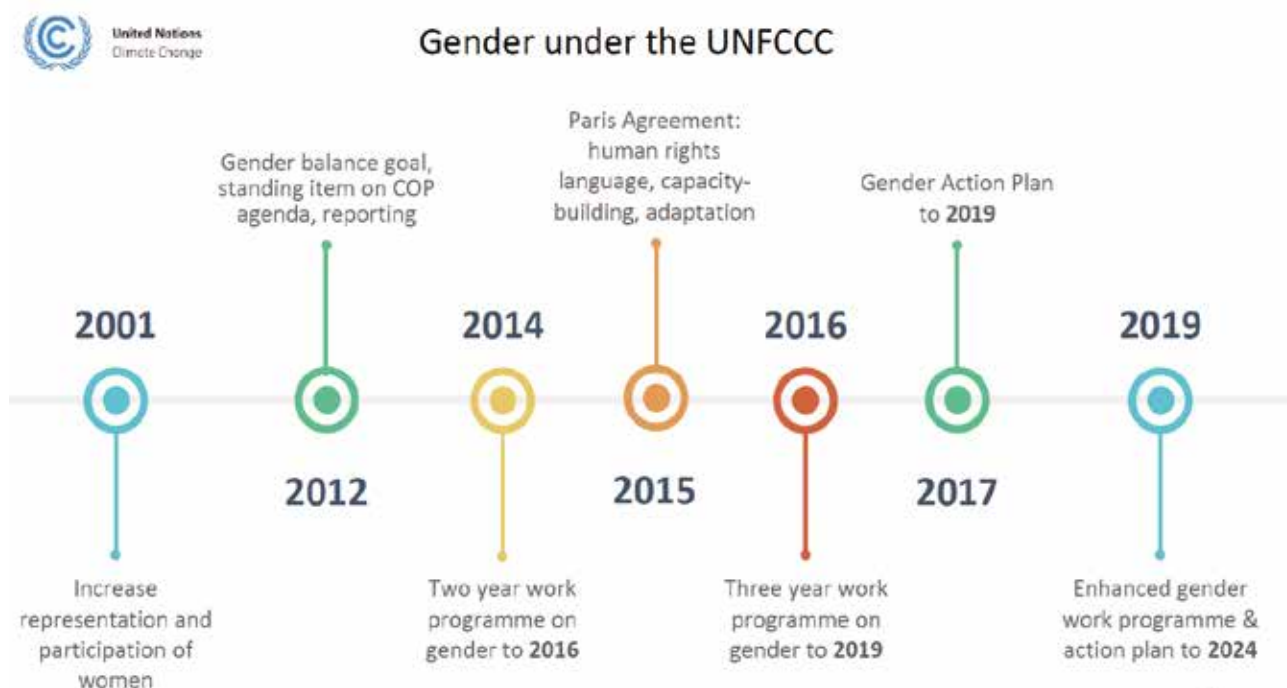 United Nations
Climate Change
Gender under the UNFCCC
Gender balance goal,
standing item on COP
agenda, reporting
Paris Agreement:
human rights
language, capacity-
building, adaptation
Gender Action Plan
to 2019
2001
2014
2016
2019
2012
2015
2017
Increase
representation and
participation of
women
Two year work
programme on
gender to 2016
Three year work
programme on
gender to 2019
Enhanced gender
work programme &
action plan to 2024